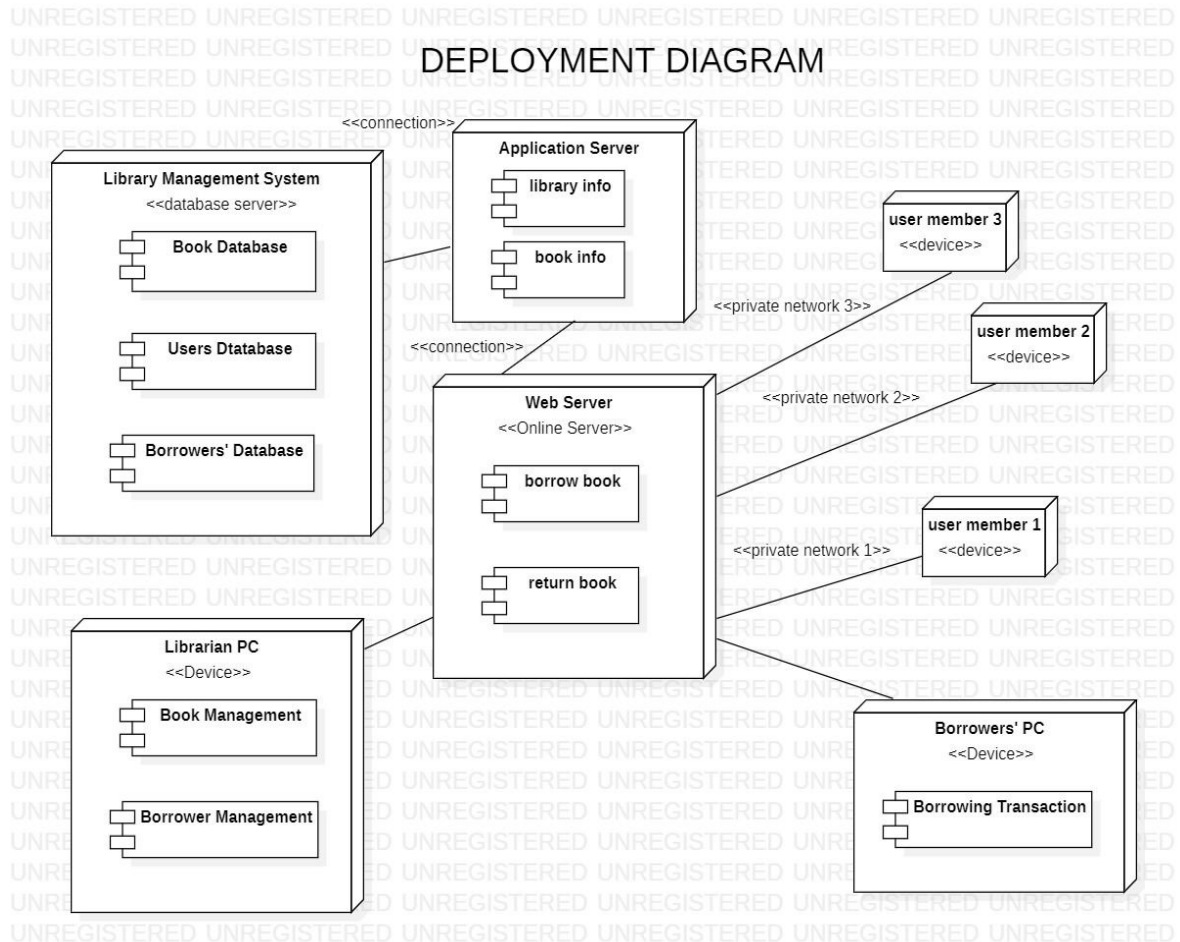 DEPLOYMENT DIAGRAM
<<connection>>
Application Server
library info
book info
Library Management System
<<database server>>
Book Database
Users Dtatabase
Borrowers' Database
user member 3
<<device>>
<<private network 3>>
user member 2
<<device>>
<<private network 2>>
<<connection>>
Web Server
<<Online Server>>
borrow book
return book
user member 1
<<device>>
<<private network 1>>
Librarian PC
<<Device>>
Book Management
Borrower Management
Borrowers' PC
<<Device>>
Borrowing Transaction
UNREGISTERED